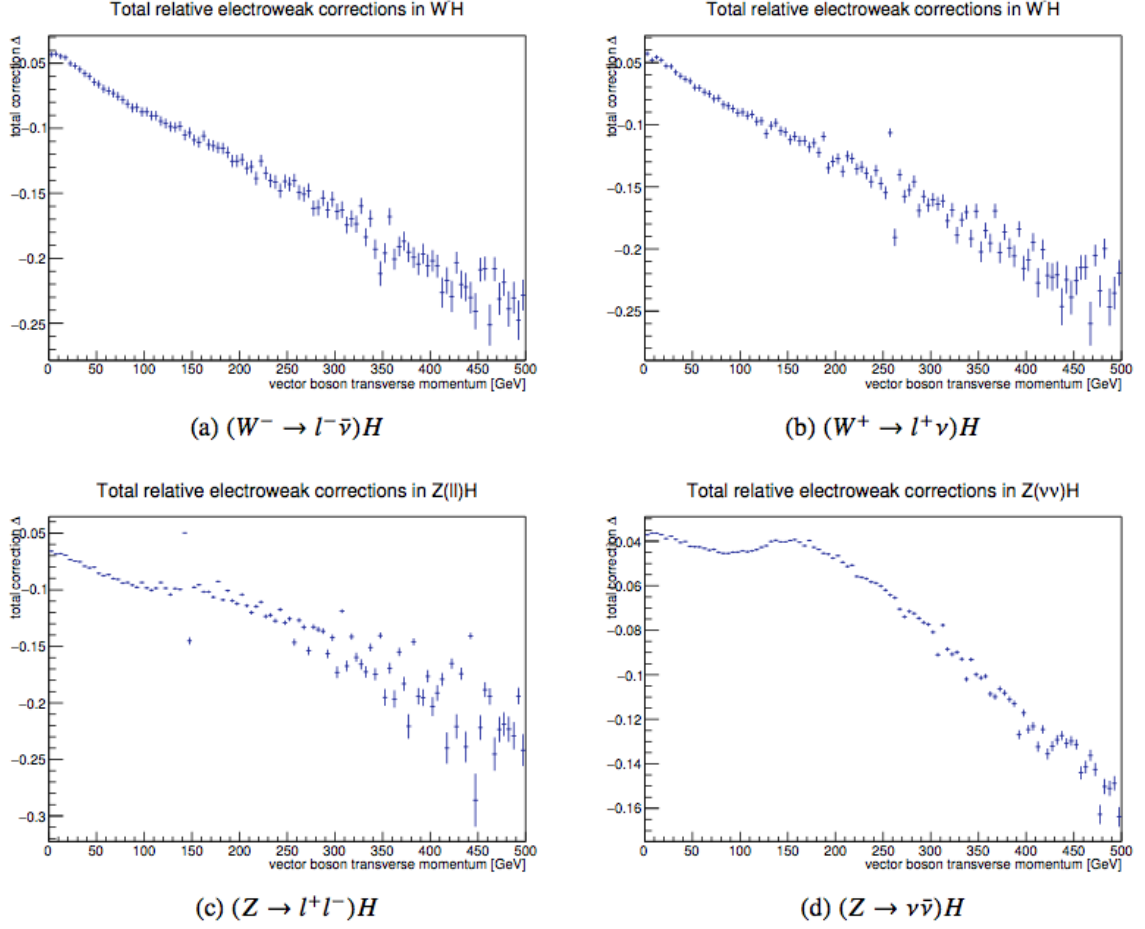 Total relative electroweak corrections in W⁻H
total correction Δ
−0.05
−0.1
−0.15
−0.2
−0.25
0 50 100 150 200 250 300 350 400 450 500
vector boson transverse momentum [GeV]
(a) (W⁻ → l⁻ν̄)H
Total relative electroweak corrections in W⁺H
total correction Δ
−0.05
−0.1
−0.15
−0.2
−0.25
0 50 100 150 200 250 300 350 400 450 500
vector boson transverse momentum [GeV]
(b) (W⁺ → l⁺ν)H
Total relative electroweak corrections in Z(ll)H
total correction Δ
−0.05
−0.1
−0.15
−0.2
−0.25
−0.3
0 50 100 150 200 250 300 350 400 450 500
vector boson transverse momentum [GeV]
(c) (Z → l⁺l⁻)H
Total relative electroweak corrections in Z(νν)H
total correction Δ
−0.04
−0.06
−0.08
−0.1
−0.12
−0.14
−0.16
0 50 100 150 200 250 300 350 400 450 500
vector boson transverse momentum [GeV]
(d) (Z → νν̄)H